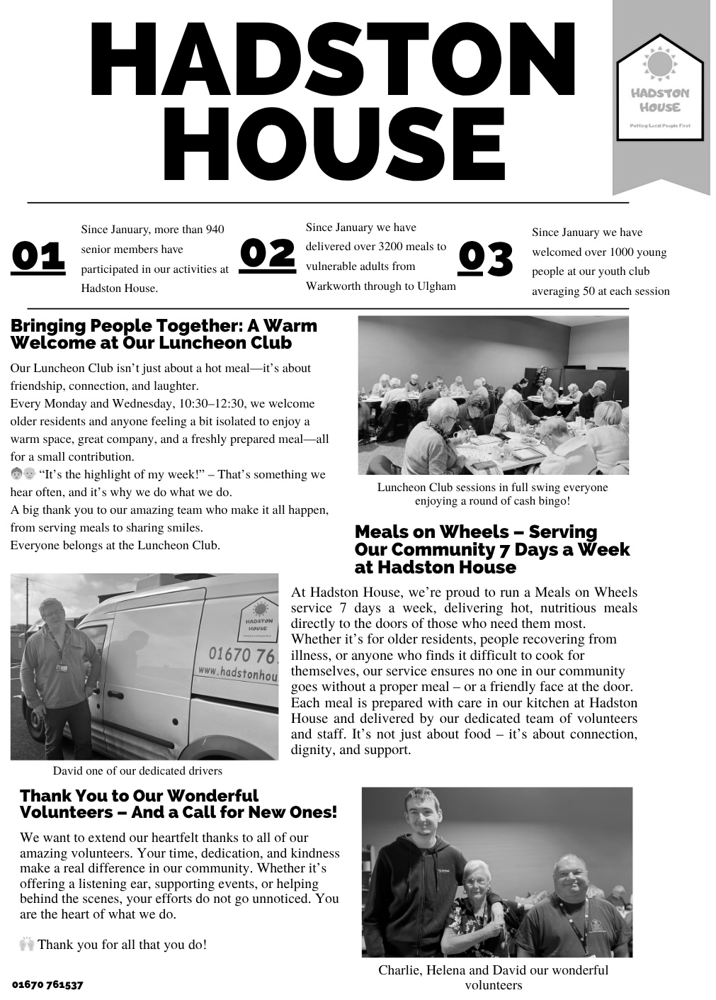 HADSTON
HOUSE
HADSTON
HOUSE
Putting Local People First
01
Since January, more than 940
senior members have
participated in our activities at
Hadston House.
02
Since January we have
delivered over 3200 meals to
vulnerable adults from
Warkworth through to Ulgham
03
Since January we have
welcomed over 1000 young
people at our youth club
averaging 50 at each session
Bringing People Together: A Warm
Welcome at Our Luncheon Club
Our Luncheon Club isn’t just about a hot meal—it’s about
friendship, connection, and laughter.
Every Monday and Wednesday, 10:30–12:30, we welcome
older residents and anyone feeling a bit isolated to enjoy a
warm space, great company, and a freshly prepared meal—all
for a small contribution.
👵👴 “It’s the highlight of my week!” – That’s something we
hear often, and it’s why we do what we do.
A big thank you to our amazing team who make it all happen,
from serving meals to sharing smiles.
Everyone belongs at the Luncheon Club.
Luncheon Club sessions in full swing everyone
enjoying a round of cash bingo!
Meals on Wheels – Serving
Our Community 7 Days a Week
at Hadston House
At Hadston House, we’re proud to run a Meals on Wheels
service 7 days a week, delivering hot, nutritious meals
directly to the doors of those who need them most.
Whether it’s for older residents, people recovering from
illness, or anyone who finds it difficult to cook for
themselves, our service ensures no one in our community
goes without a proper meal – or a friendly face at the door.
Each meal is prepared with care in our kitchen at Hadston
House and delivered by our dedicated team of volunteers
and staff. It’s not just about food – it’s about connection,
dignity, and support.
HADSTON
HOUSE
01670 76
www.hadstonhou
David one of our dedicated drivers
Thank You to Our Wonderful
Volunteers – And a Call for New Ones!
We want to extend our heartfelt thanks to all of our
amazing volunteers. Your time, dedication, and kindness
make a real difference in our community. Whether it’s
offering a listening ear, supporting events, or helping
behind the scenes, your efforts do not go unnoticed. You
are the heart of what we do.
🙌 Thank you for all that you do!
Charlie, Helena and David our wonderful
volunteers
01670 761537